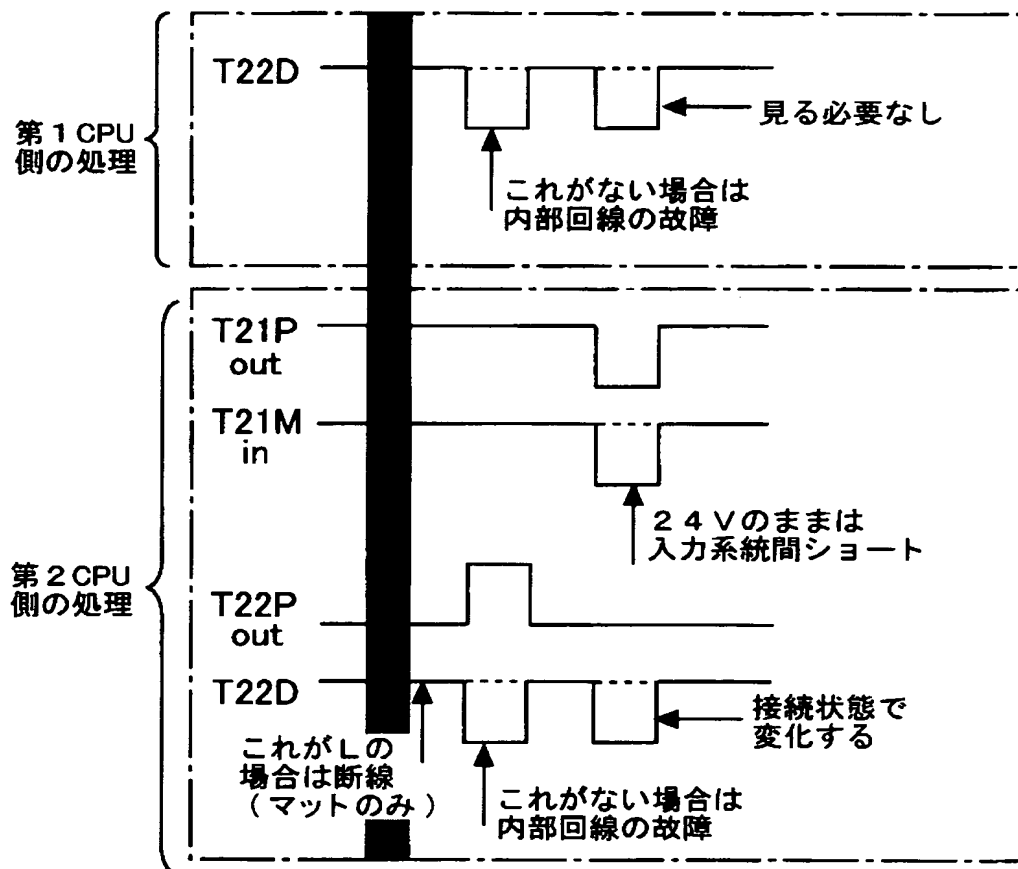 第1CPU
側の処理
T22D
見る必要なし
これがない場合は
内部回線の故障
第2CPU
側の処理
T21P
out
T21M
in
24Vのままは
入力系統間ショート
T22P
out
T22D
これがLの
場合は断線
(マットのみ)
接続状態で
変化する
これがない場合は
内部回線の故障